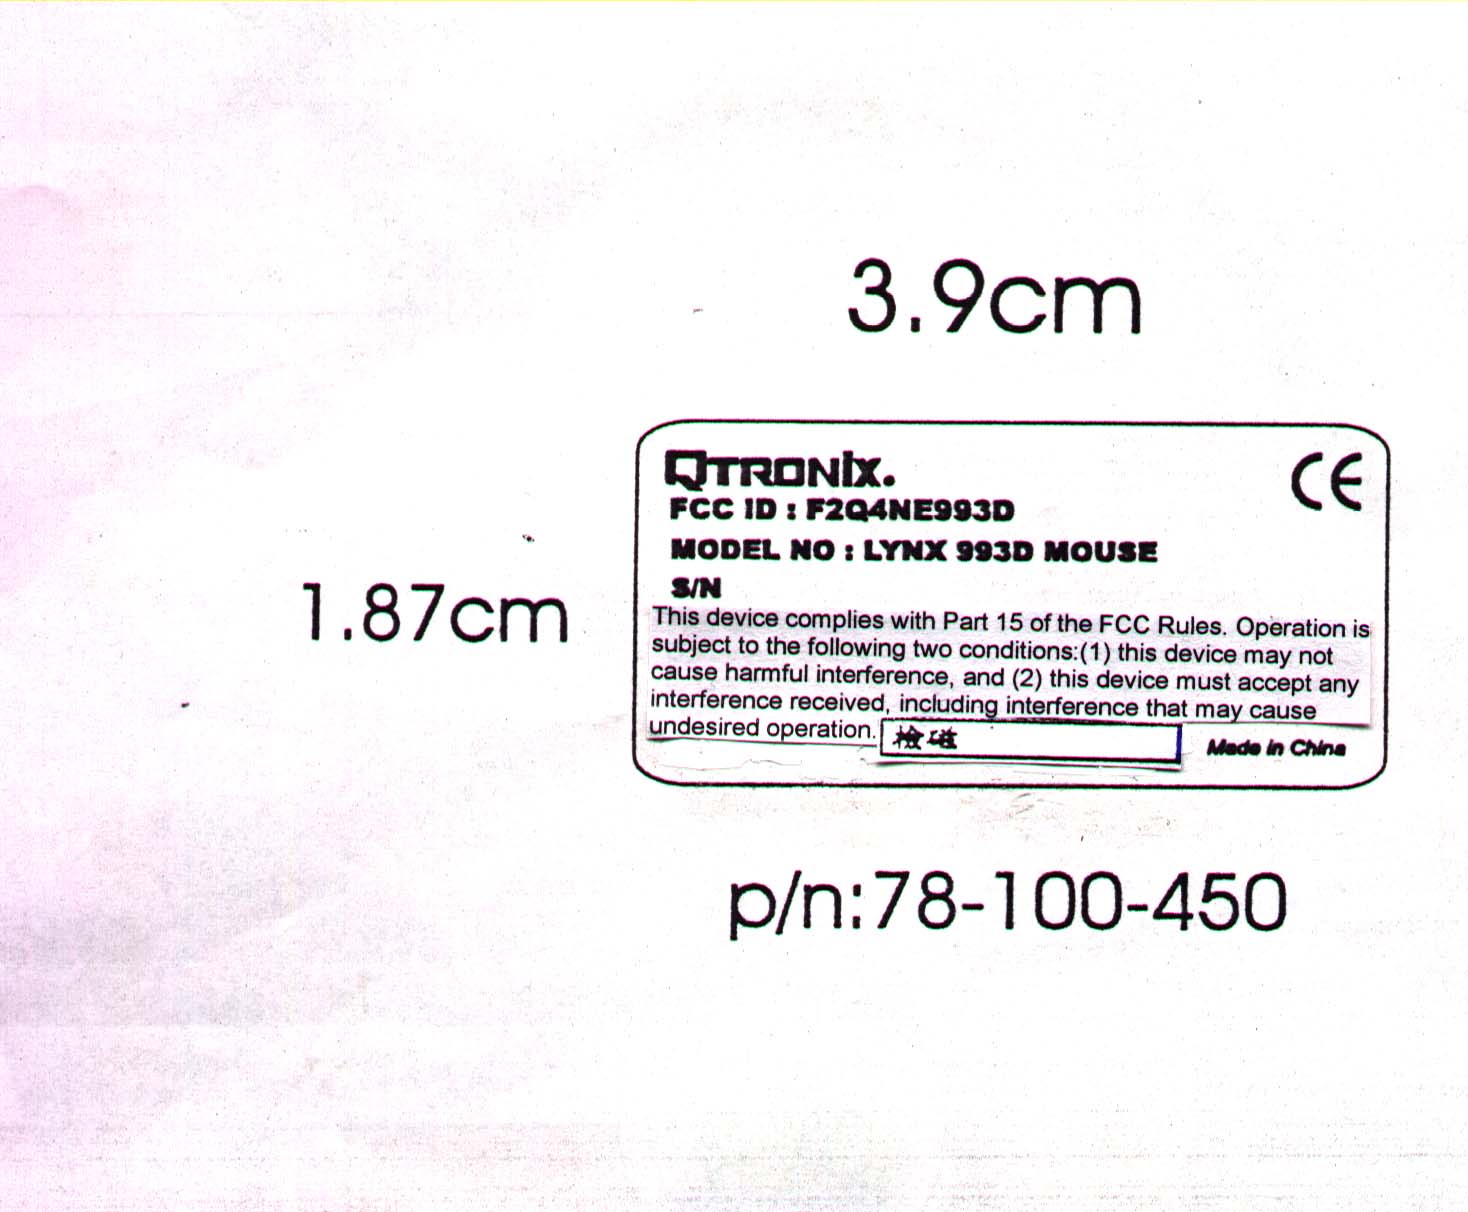 3.9cm
QTRONIX.
CE
FCC ID : F2Q4NE993D
MODEL NO : LYNX 993D MOUSE
S/N
1.87cm
This device complies with Part 15 of the FCC Rules. Operation is
subject to the following two conditions:(1) this device may not
cause harmful interference, and (2) this device must accept any
interference received, including interference that may cause
undesired operation.
檢磁
Made in China
p/n:78-100-450